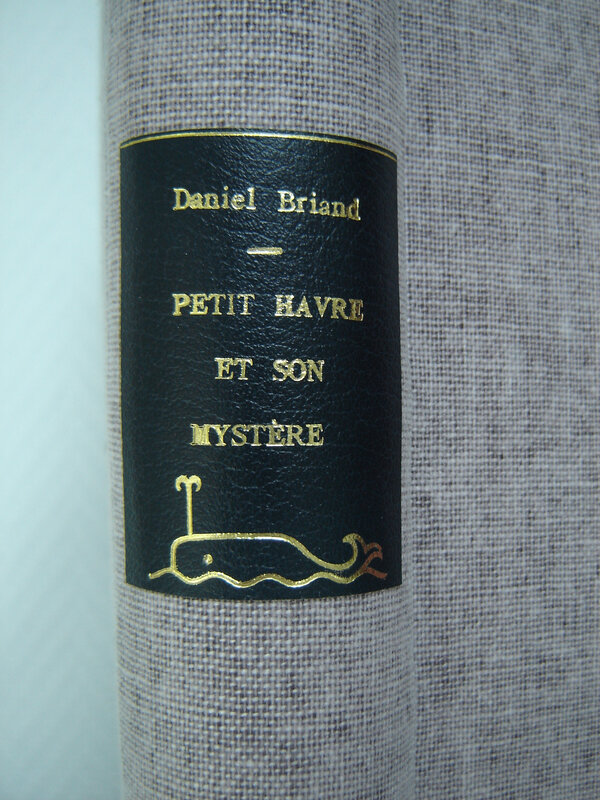 Daniel Briand
—
PETIT HAVRE
ET SON
MYSTÈRE